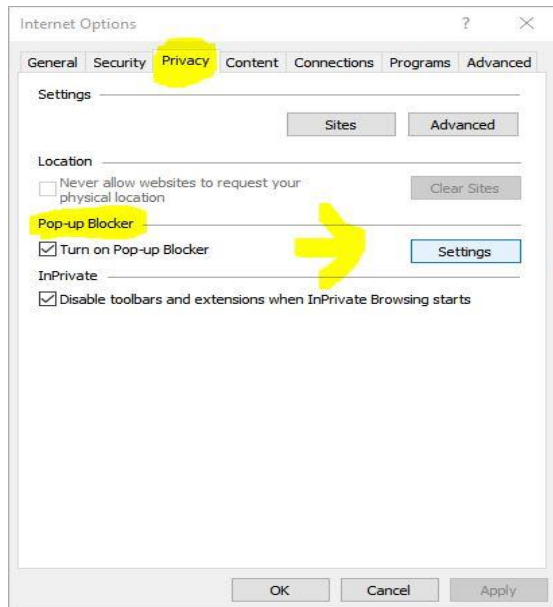 Internet Options ?
General Security Privacy Content Connections Programs Advanced
Settings
Sites Advanced
Location
Never allow websites to request your
physical location
Clear Sites
Pop-up Blocker
Turn on Pop-up Blocker
Settings
InPrivate
Disable toolbars and extensions when InPrivate Browsing starts
OK Cancel Apply